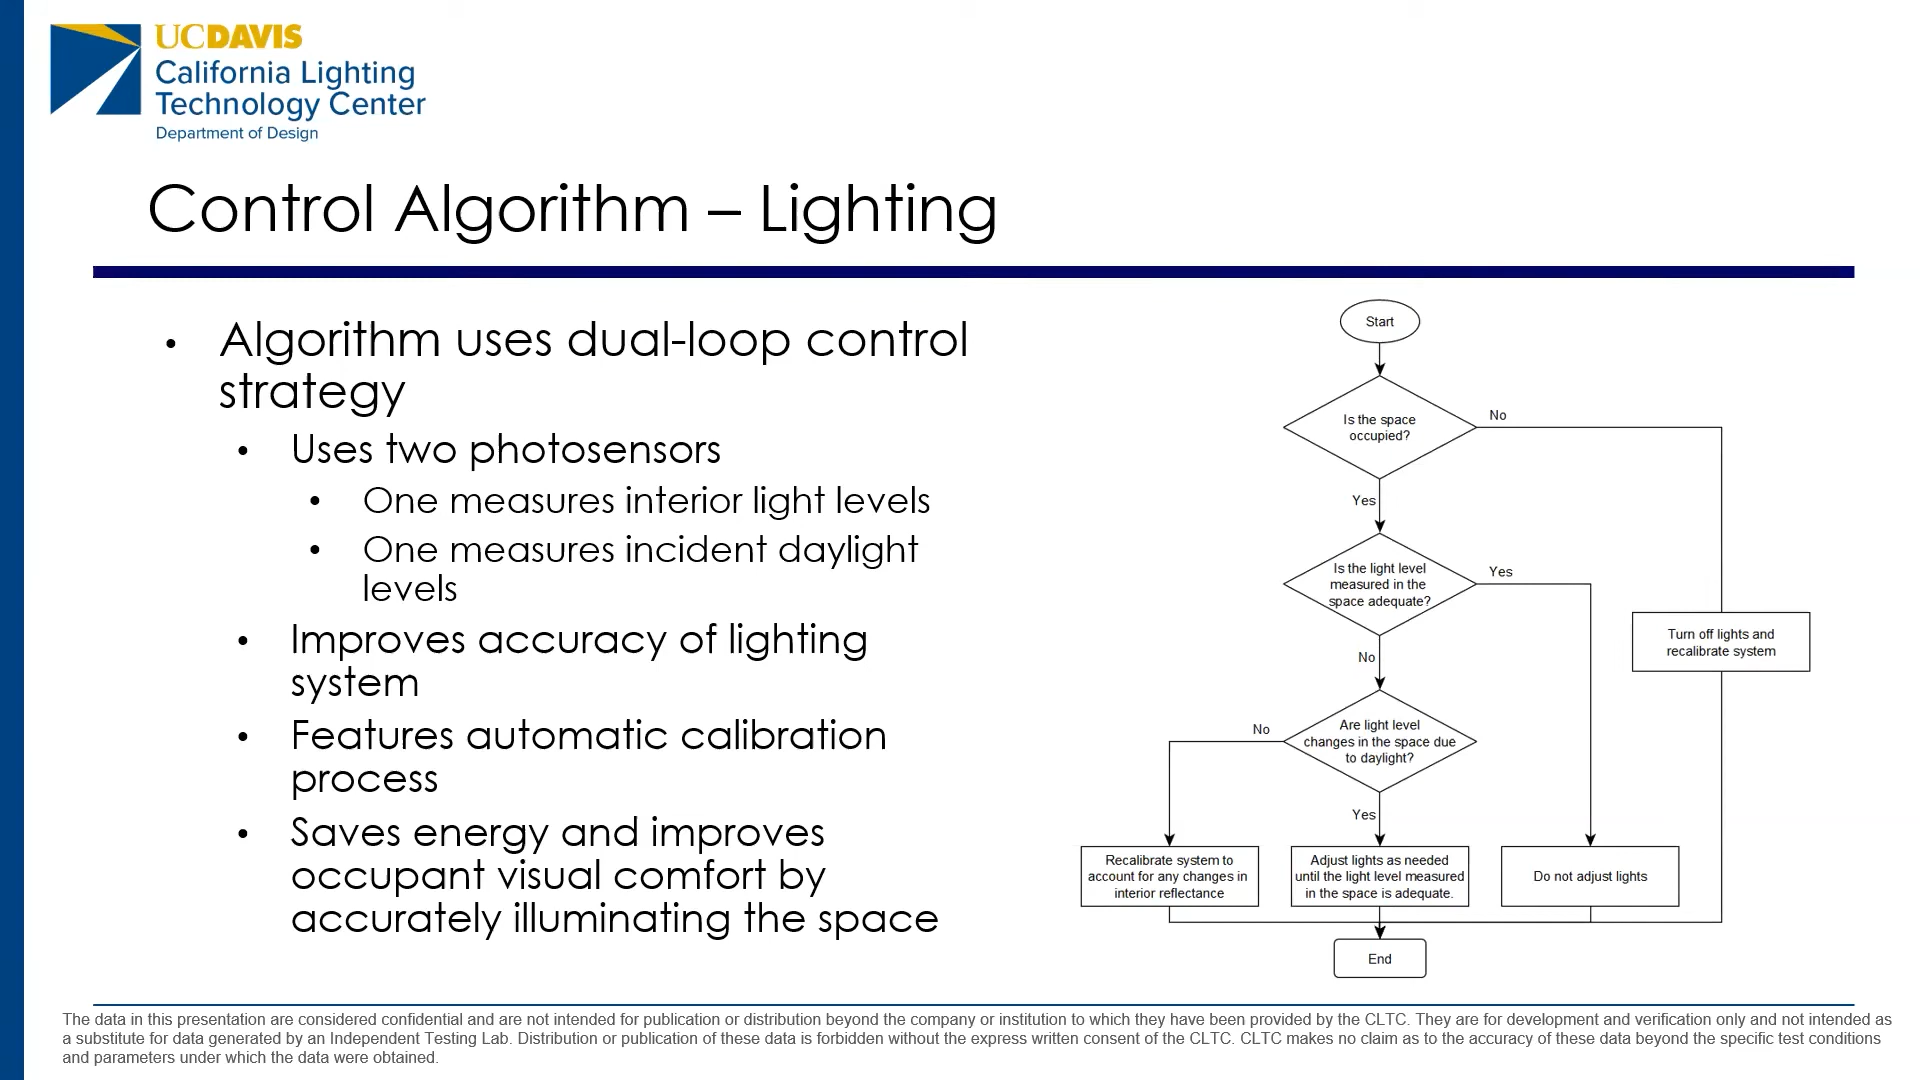 UCDAVIS
California Lighting
Technology Center
Department of Design
Control Algorithm – Lighting
• Algorithm uses dual-loop control
strategy
• Uses two photosensors
• One measures interior light levels
• One measures incident daylight
levels
• Improves accuracy of lighting
system
• Features automatic calibration
process
• Saves energy and improves
occupant visual comfort by
accurately illuminating the space
Start
Is the space
occupied?
No
Yes
Is the light level
measured in the
space adequate?
Yes
No
Turn off lights and
recalibrate system
Are light level
changes in the space due
to daylight?
No
Yes
Recalibrate system to
account for any changes in
interior reflectance
Adjust lights as needed
until the light level measured
in the space is adequate.
Do not adjust lights
End
The data in this presentation are considered confidential and are not intended for publication or distribution beyond the company or institution to which they have been provided by the CLTC. They are for development and verification only and not intended as
a substitute for data generated by an Independent Testing Lab. Distribution or publication of these data is forbidden without the express written consent of the CLTC. CLTC makes no claim as to the accuracy of these data beyond the specific test conditions
and parameters under which the data were obtained.